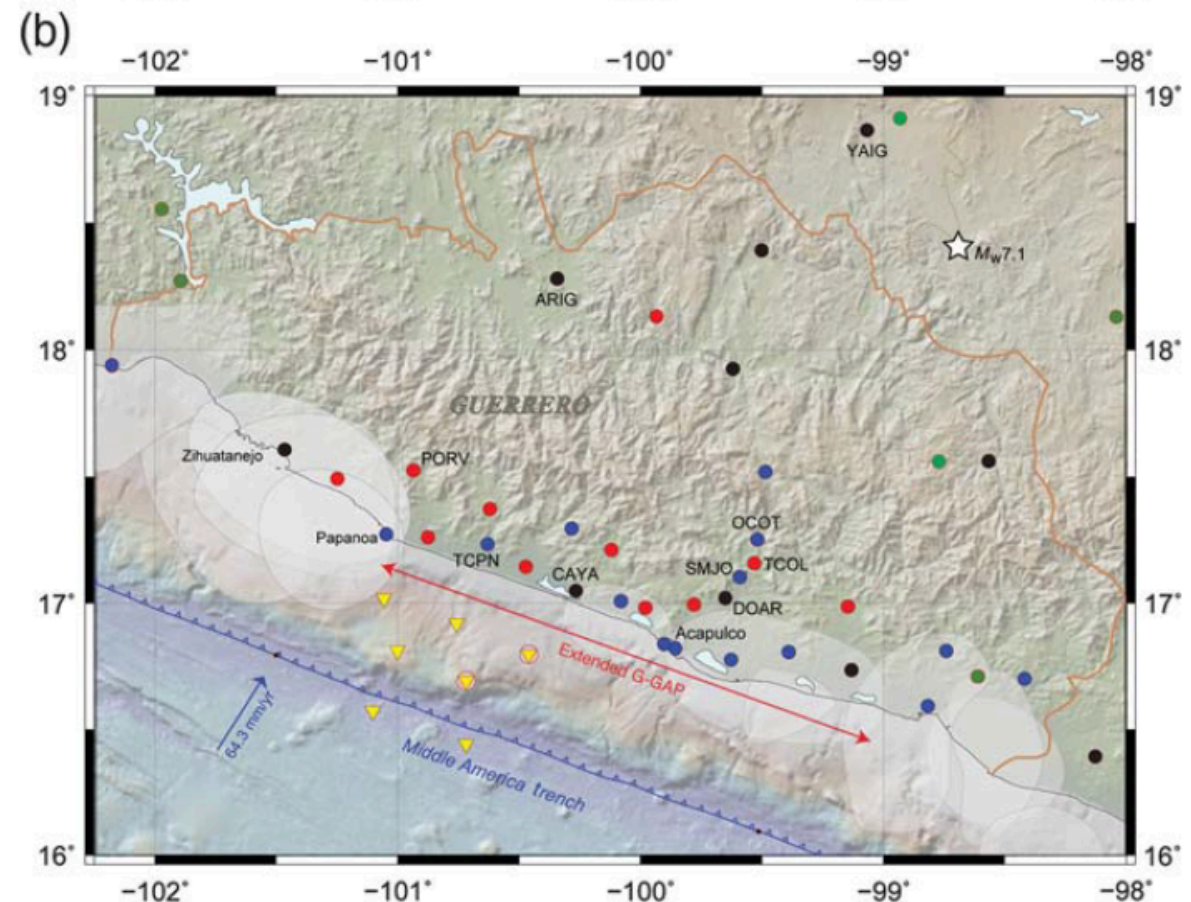 (b)
−102° −101° −100° −99° −98°
19° 19°
YAIG
Mw7.1
ARIG
18° 18°
GUERRERO
Zihuatanejo
PORV
OCOT
Papanoa
TCPN
SMJO
TCOL
CAYA
17° 17°
DOAR
Acapulco
Extended G-GAP
64.3 mm/yr
Middle America trench
16° 16°
−102° −101° −100° −99° −98°